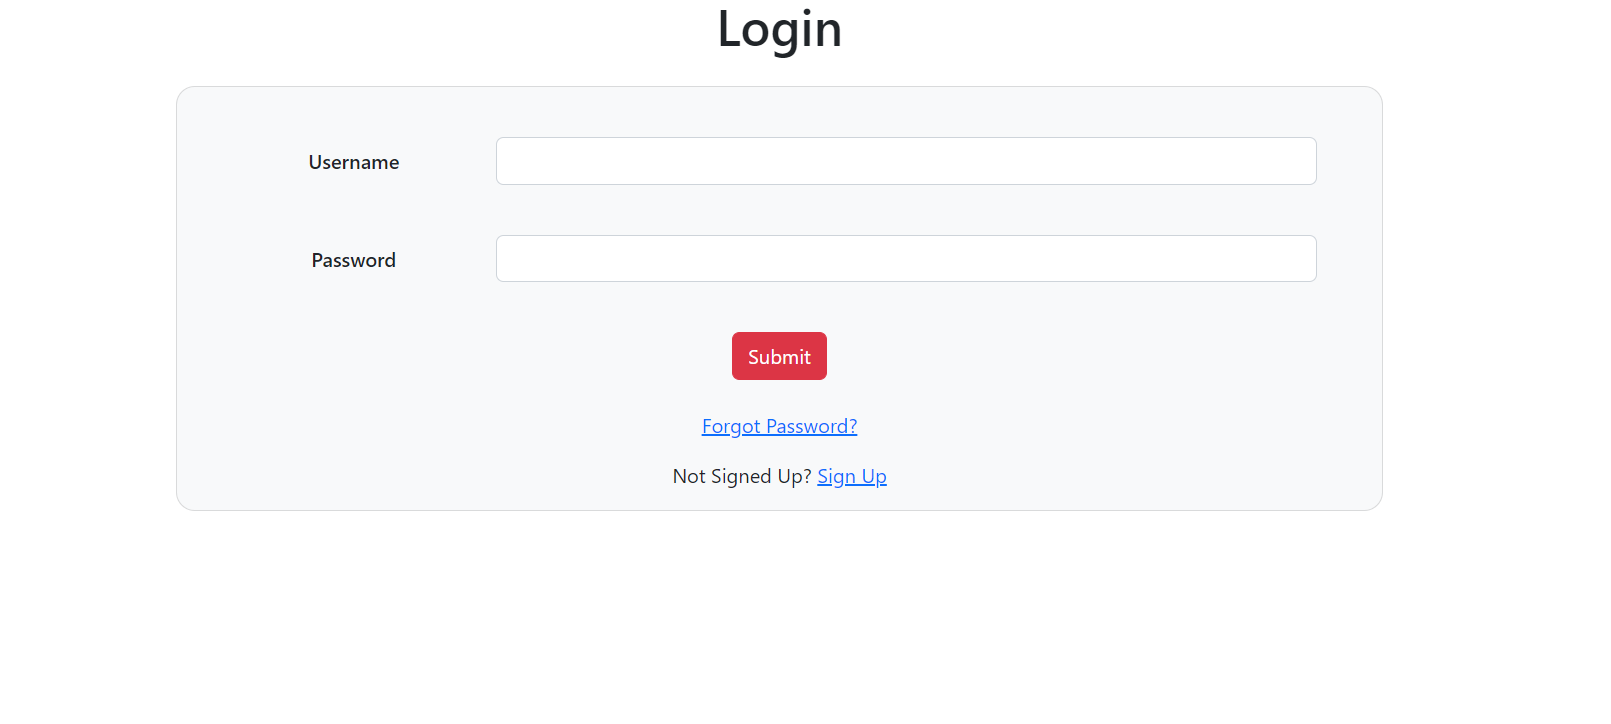 Login
Username
Password
Submit
Forgot Password?
Not Signed Up? Sign Up